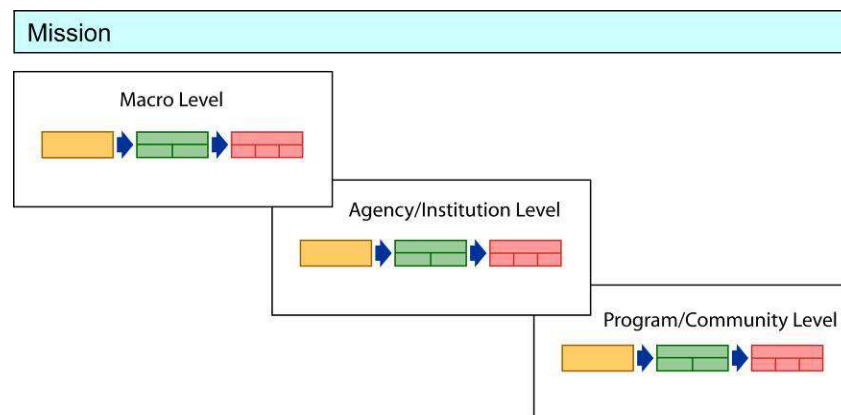 Mission
Macro Level
Agency/Institution Level
Program/Community Level